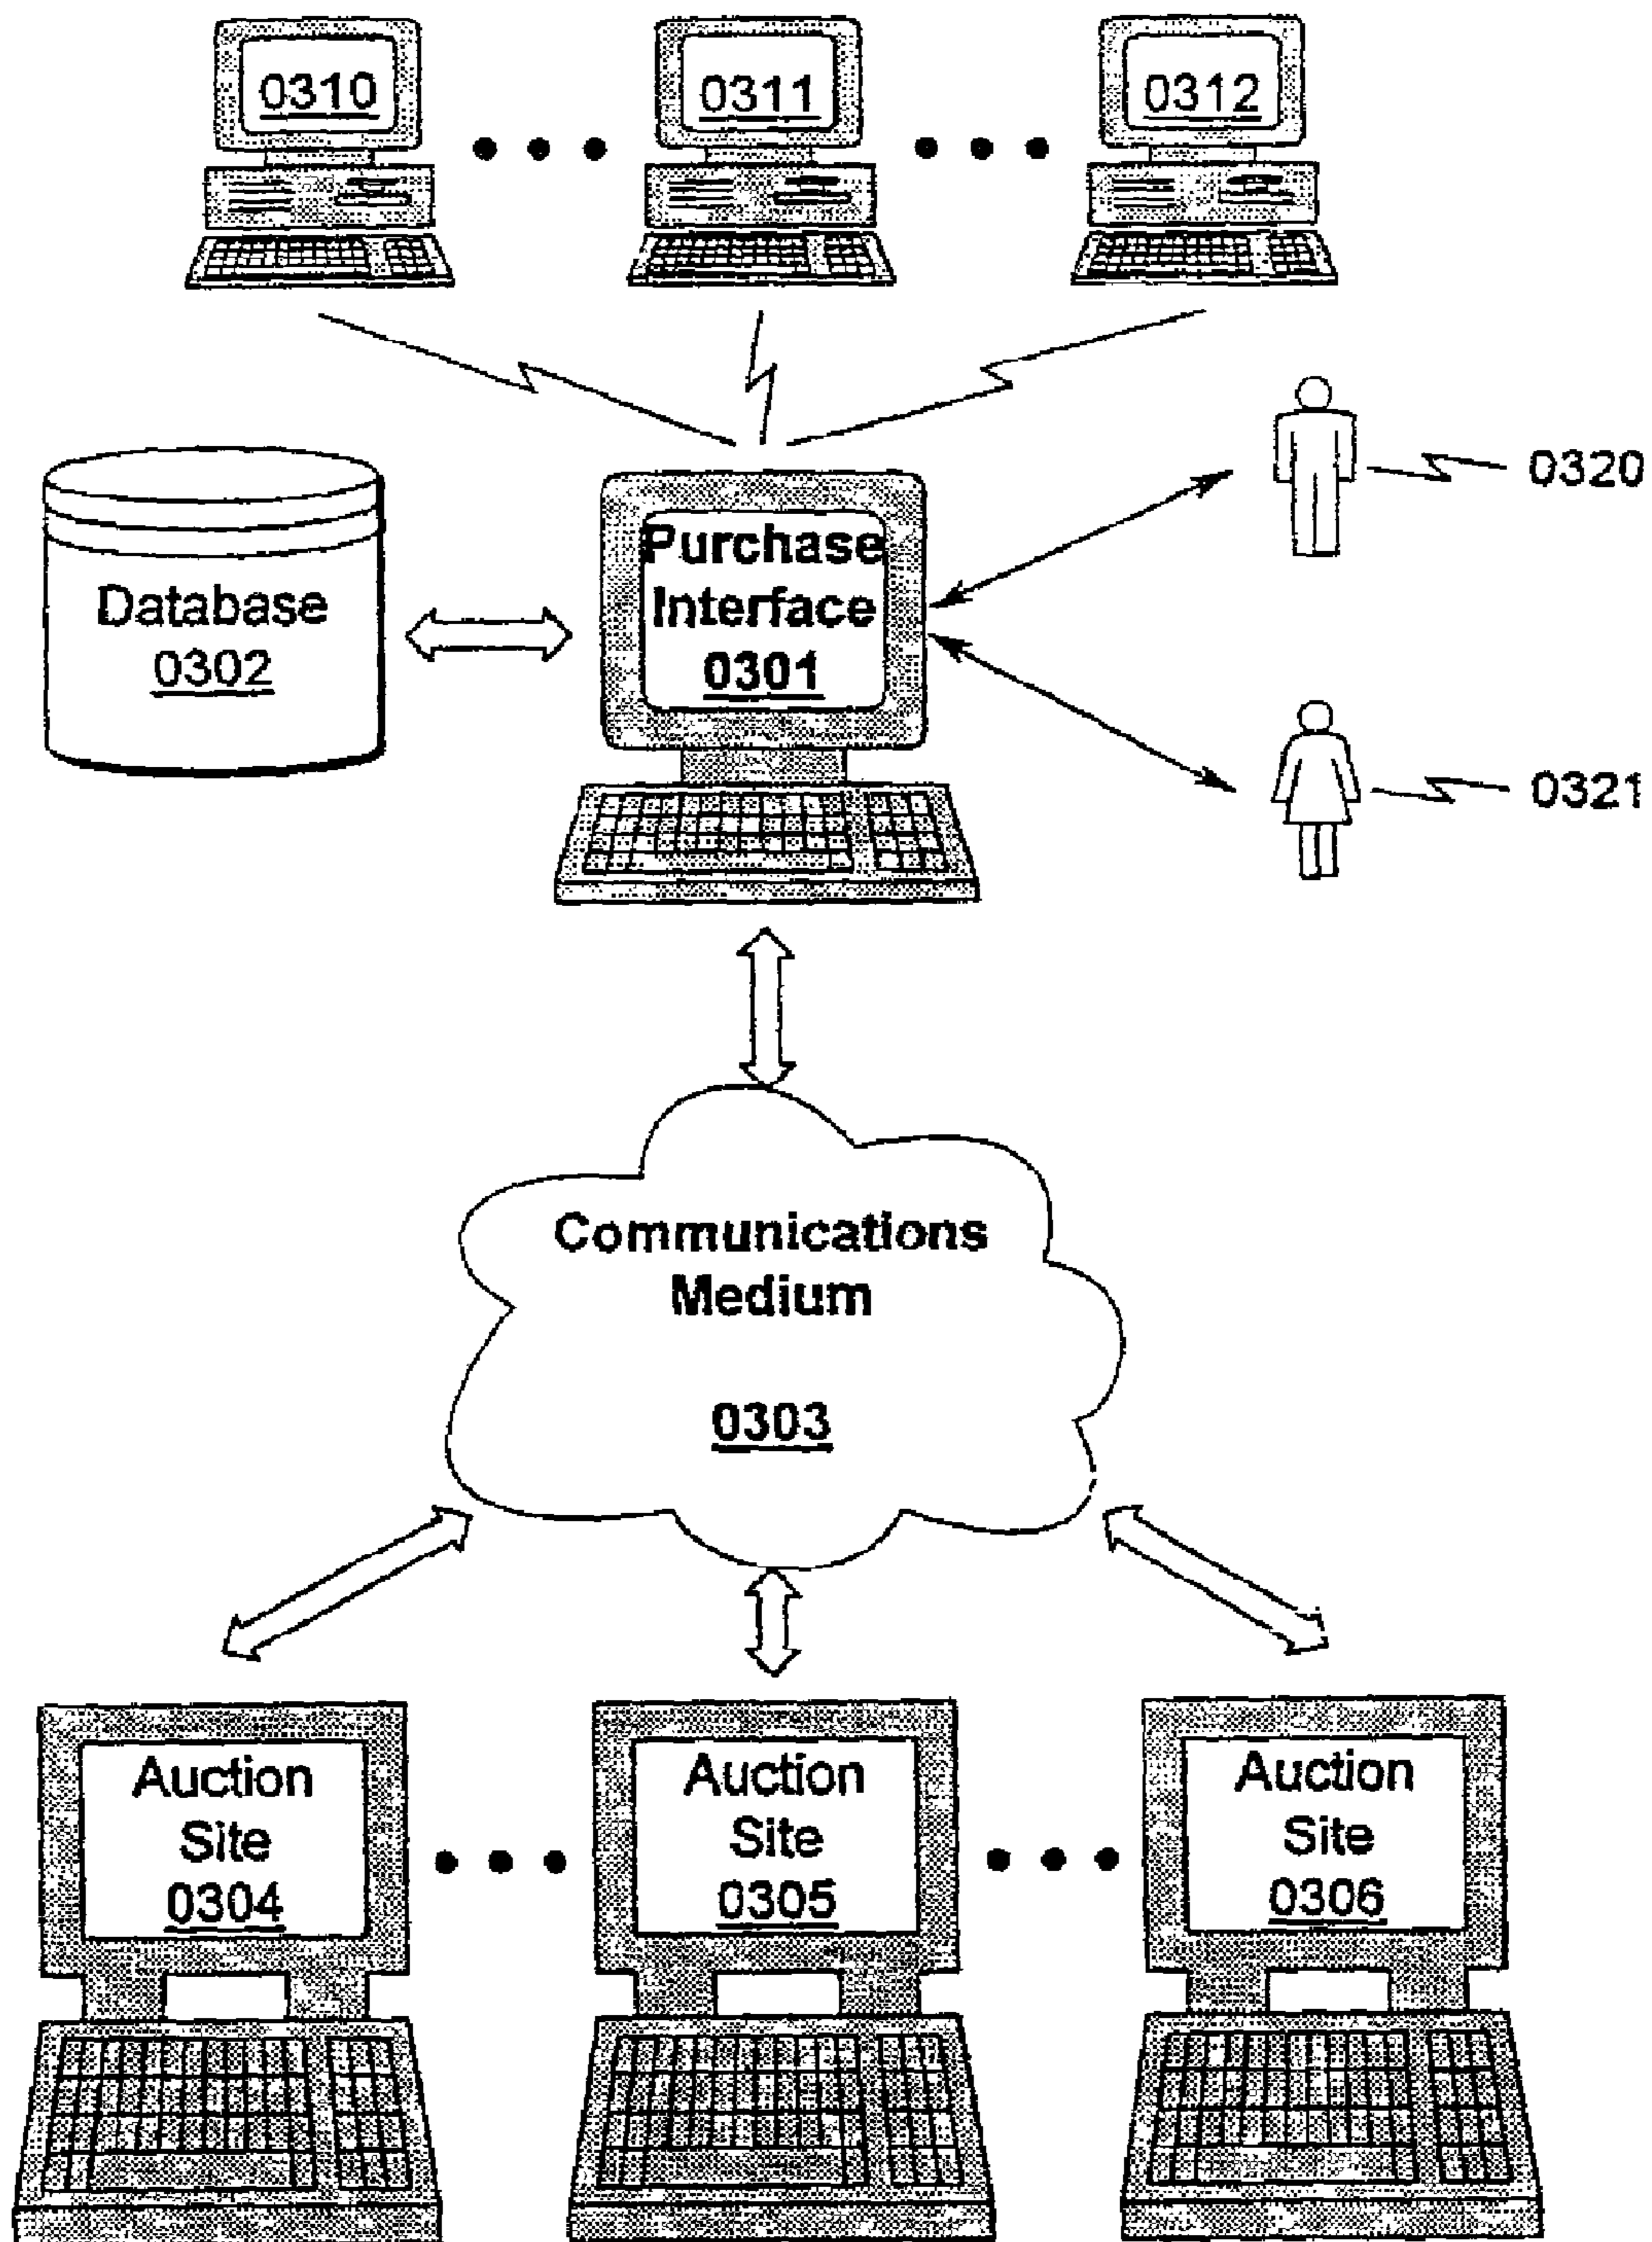 0310
0311
0312
0320
Database
0302
Purchase
Interface
0301
0321
Communications
Medium
0303
Auction
Site
0304
Auction
Site
0305
Auction
Site
0306